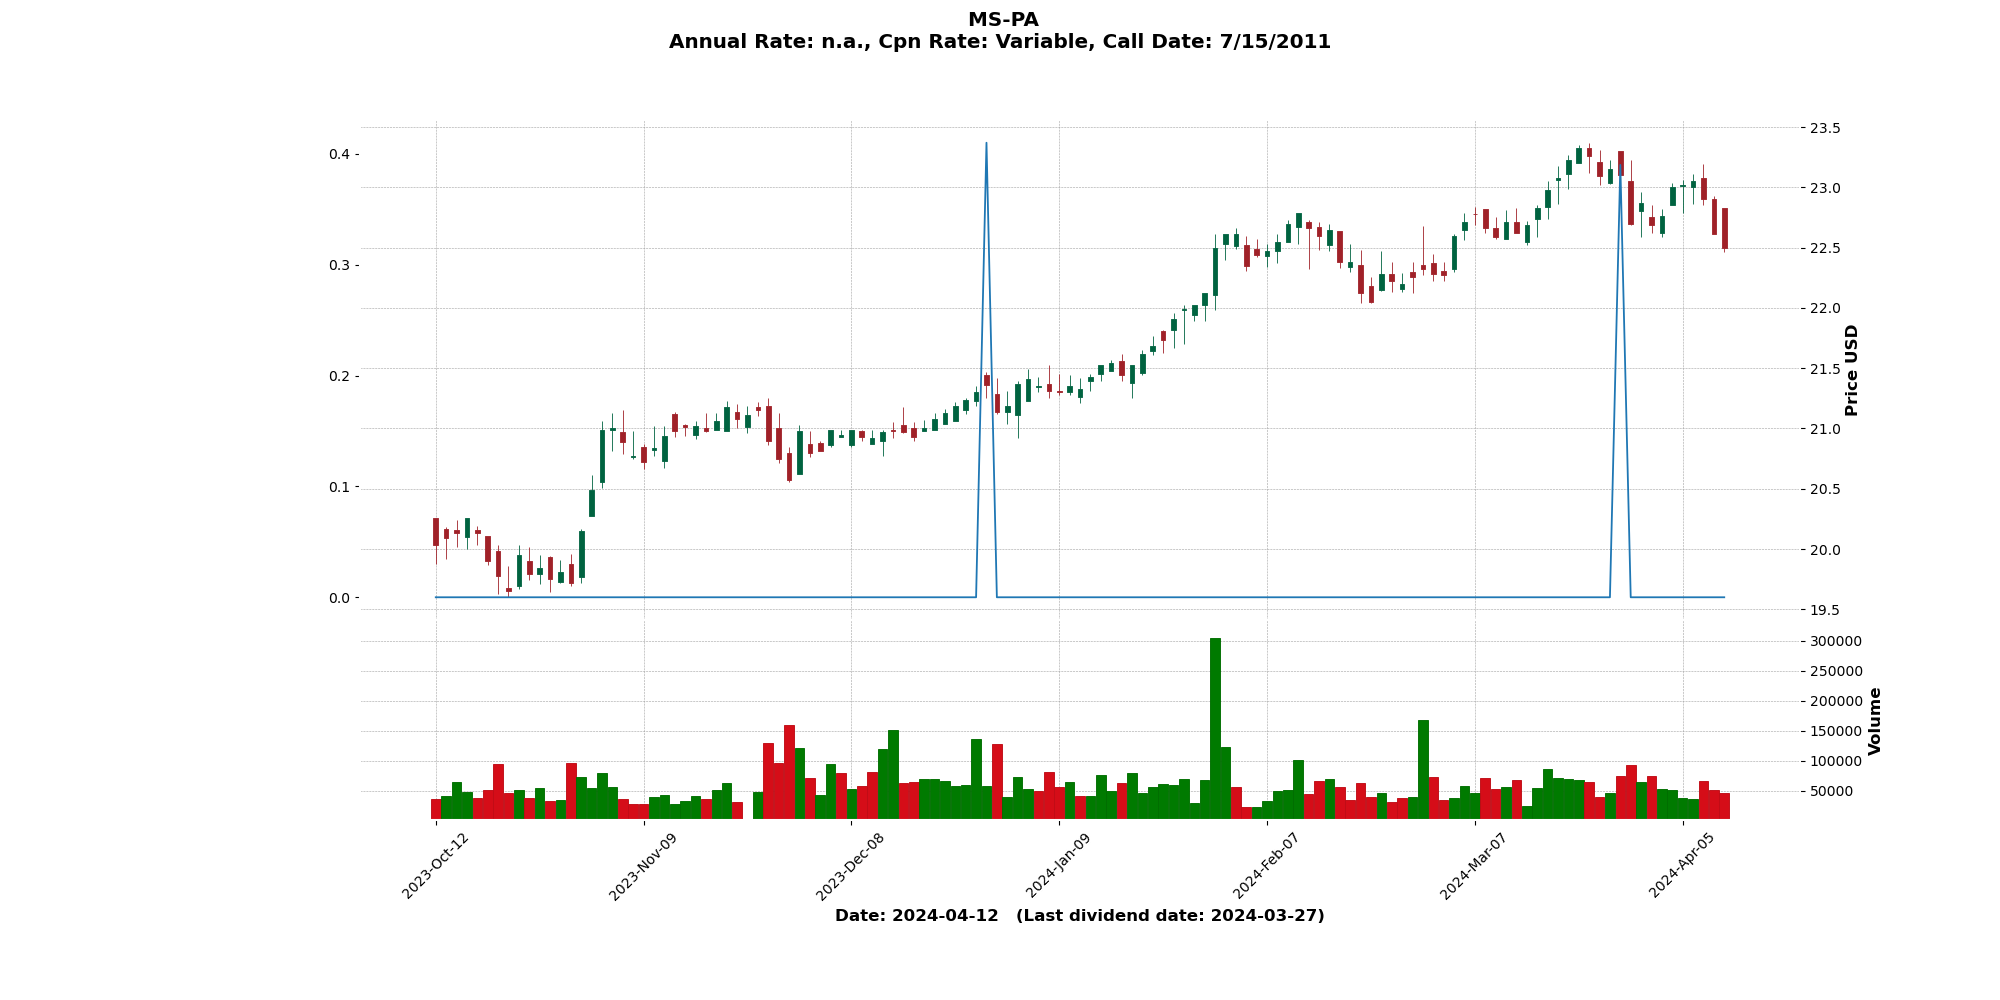 MS-PA
Annual Rate: n.a., Cpn Rate: Variable, Call Date: 7/15/2011
0.4
0.3
0.2
0.1
0.0
23.5
23.0
22.5
22.0
21.5
21.0
20.5
20.0
19.5
Price USD
300000
250000
200000
150000
100000
50000
Volume
2023-Oct-12
2023-Nov-09
2023-Dec-08
2024-Jan-09
2024-Feb-07
2024-Mar-07
2024-Apr-05
Date: 2024-04-12 (Last dividend date: 2024-03-27)